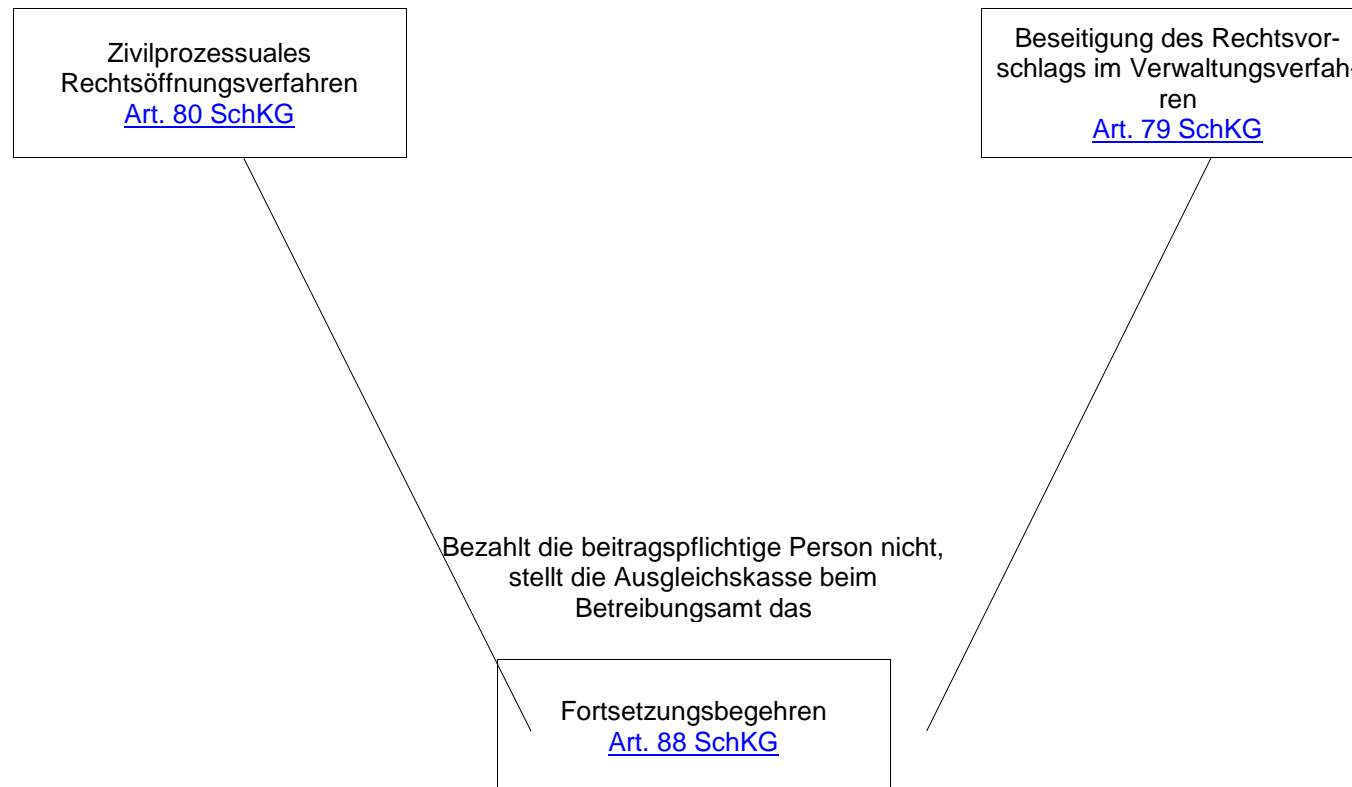 Zivilprozessuales
Rechtsöffnungsverfahren
Art. 80 SchKG
Beseitigung des Rechtsvor-
schlags im Verwaltungsverfah-
ren
Art. 79 SchKG
Bezahlt die beitragspflichtige Person nicht,
stellt die Ausgleichskasse beim
Betreibungsamt das
Fortsetzungsbegehren
Art. 88 SchKG